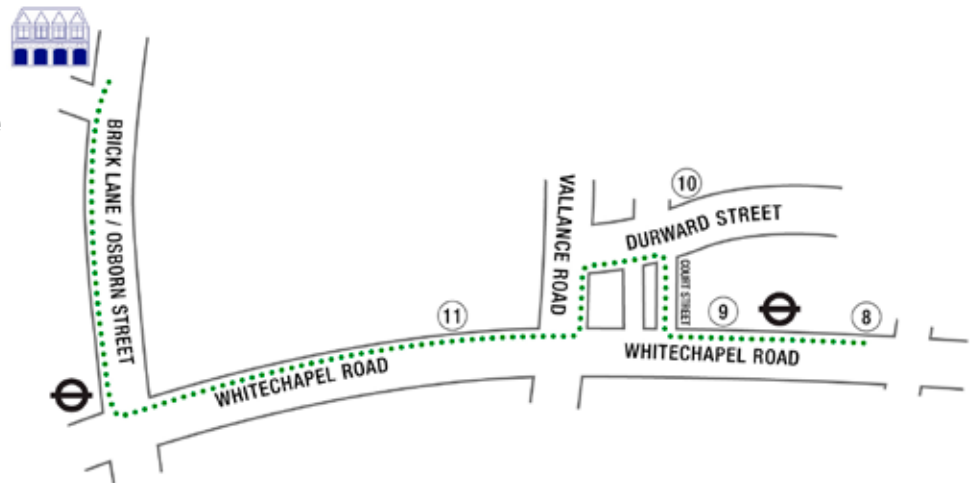 BRICK LANE / OSBORN STREET
VALLANCE ROAD
10
DURWARD STREET
COURT STREET
11
9
8
WHITECHAPEL ROAD
WHITECHAPEL ROAD